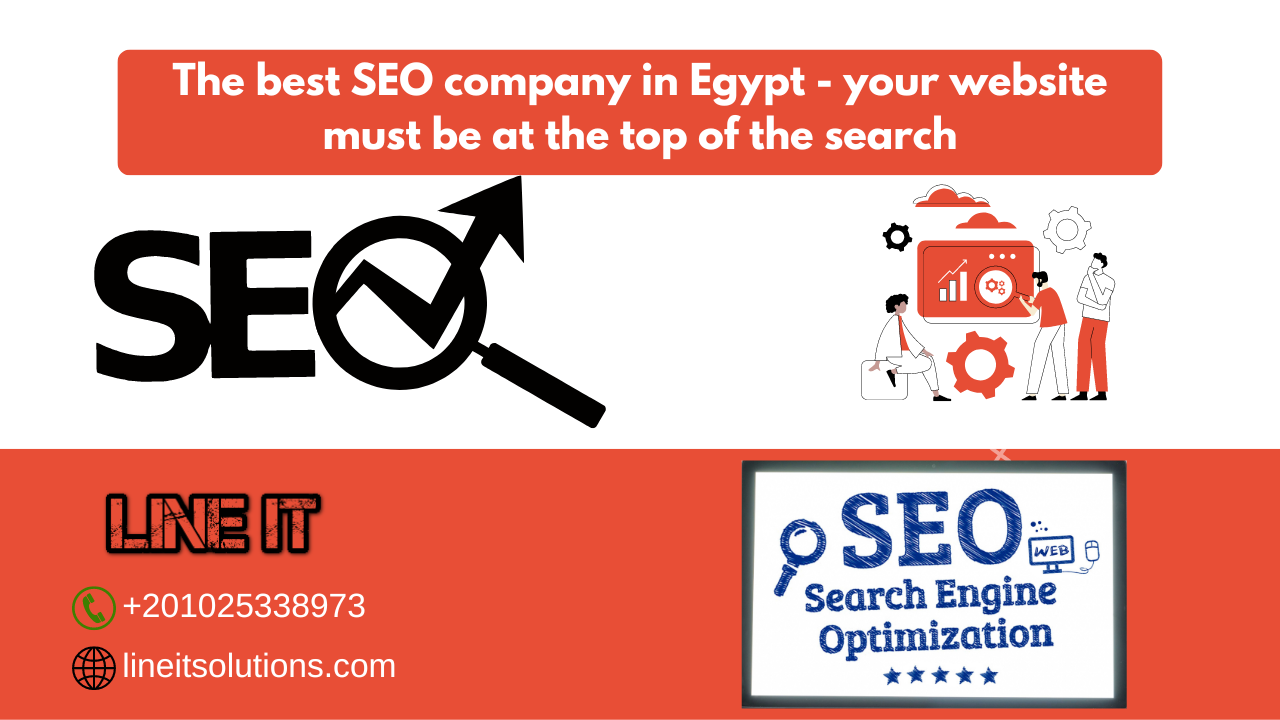 The best SEO company in Egypt - your website
must be at the top of the search
SEO
LINE IT
+201025338973
lineitsolutions.com
SEO
WEB
Search Engine
Optimization